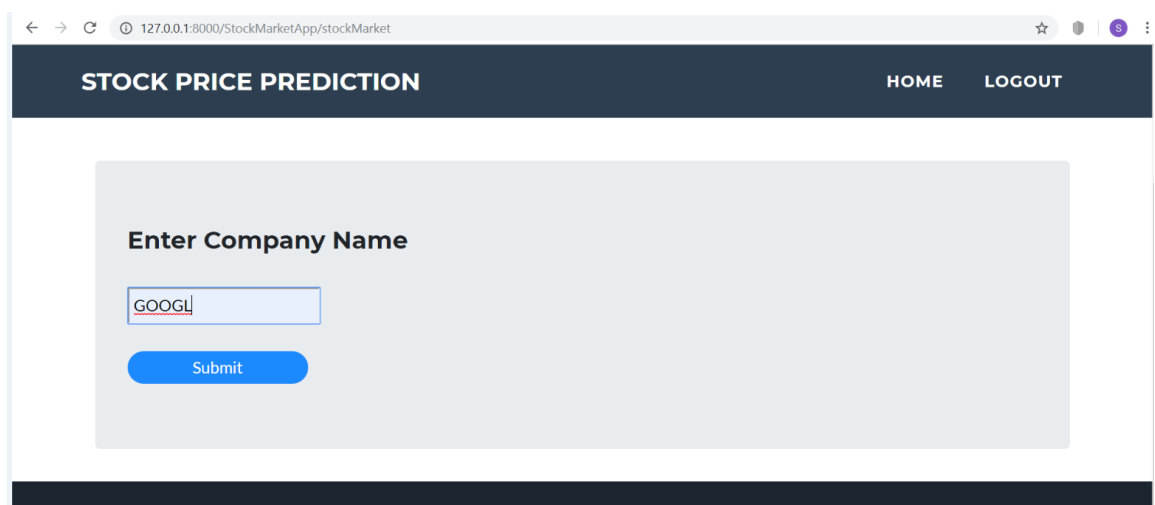 127.0.0.1:8000/StockMarketApp/stockMarket
S
STOCK PRICE PREDICTION
HOME
LOGOUT
Enter Company Name
GOOGL
Submit